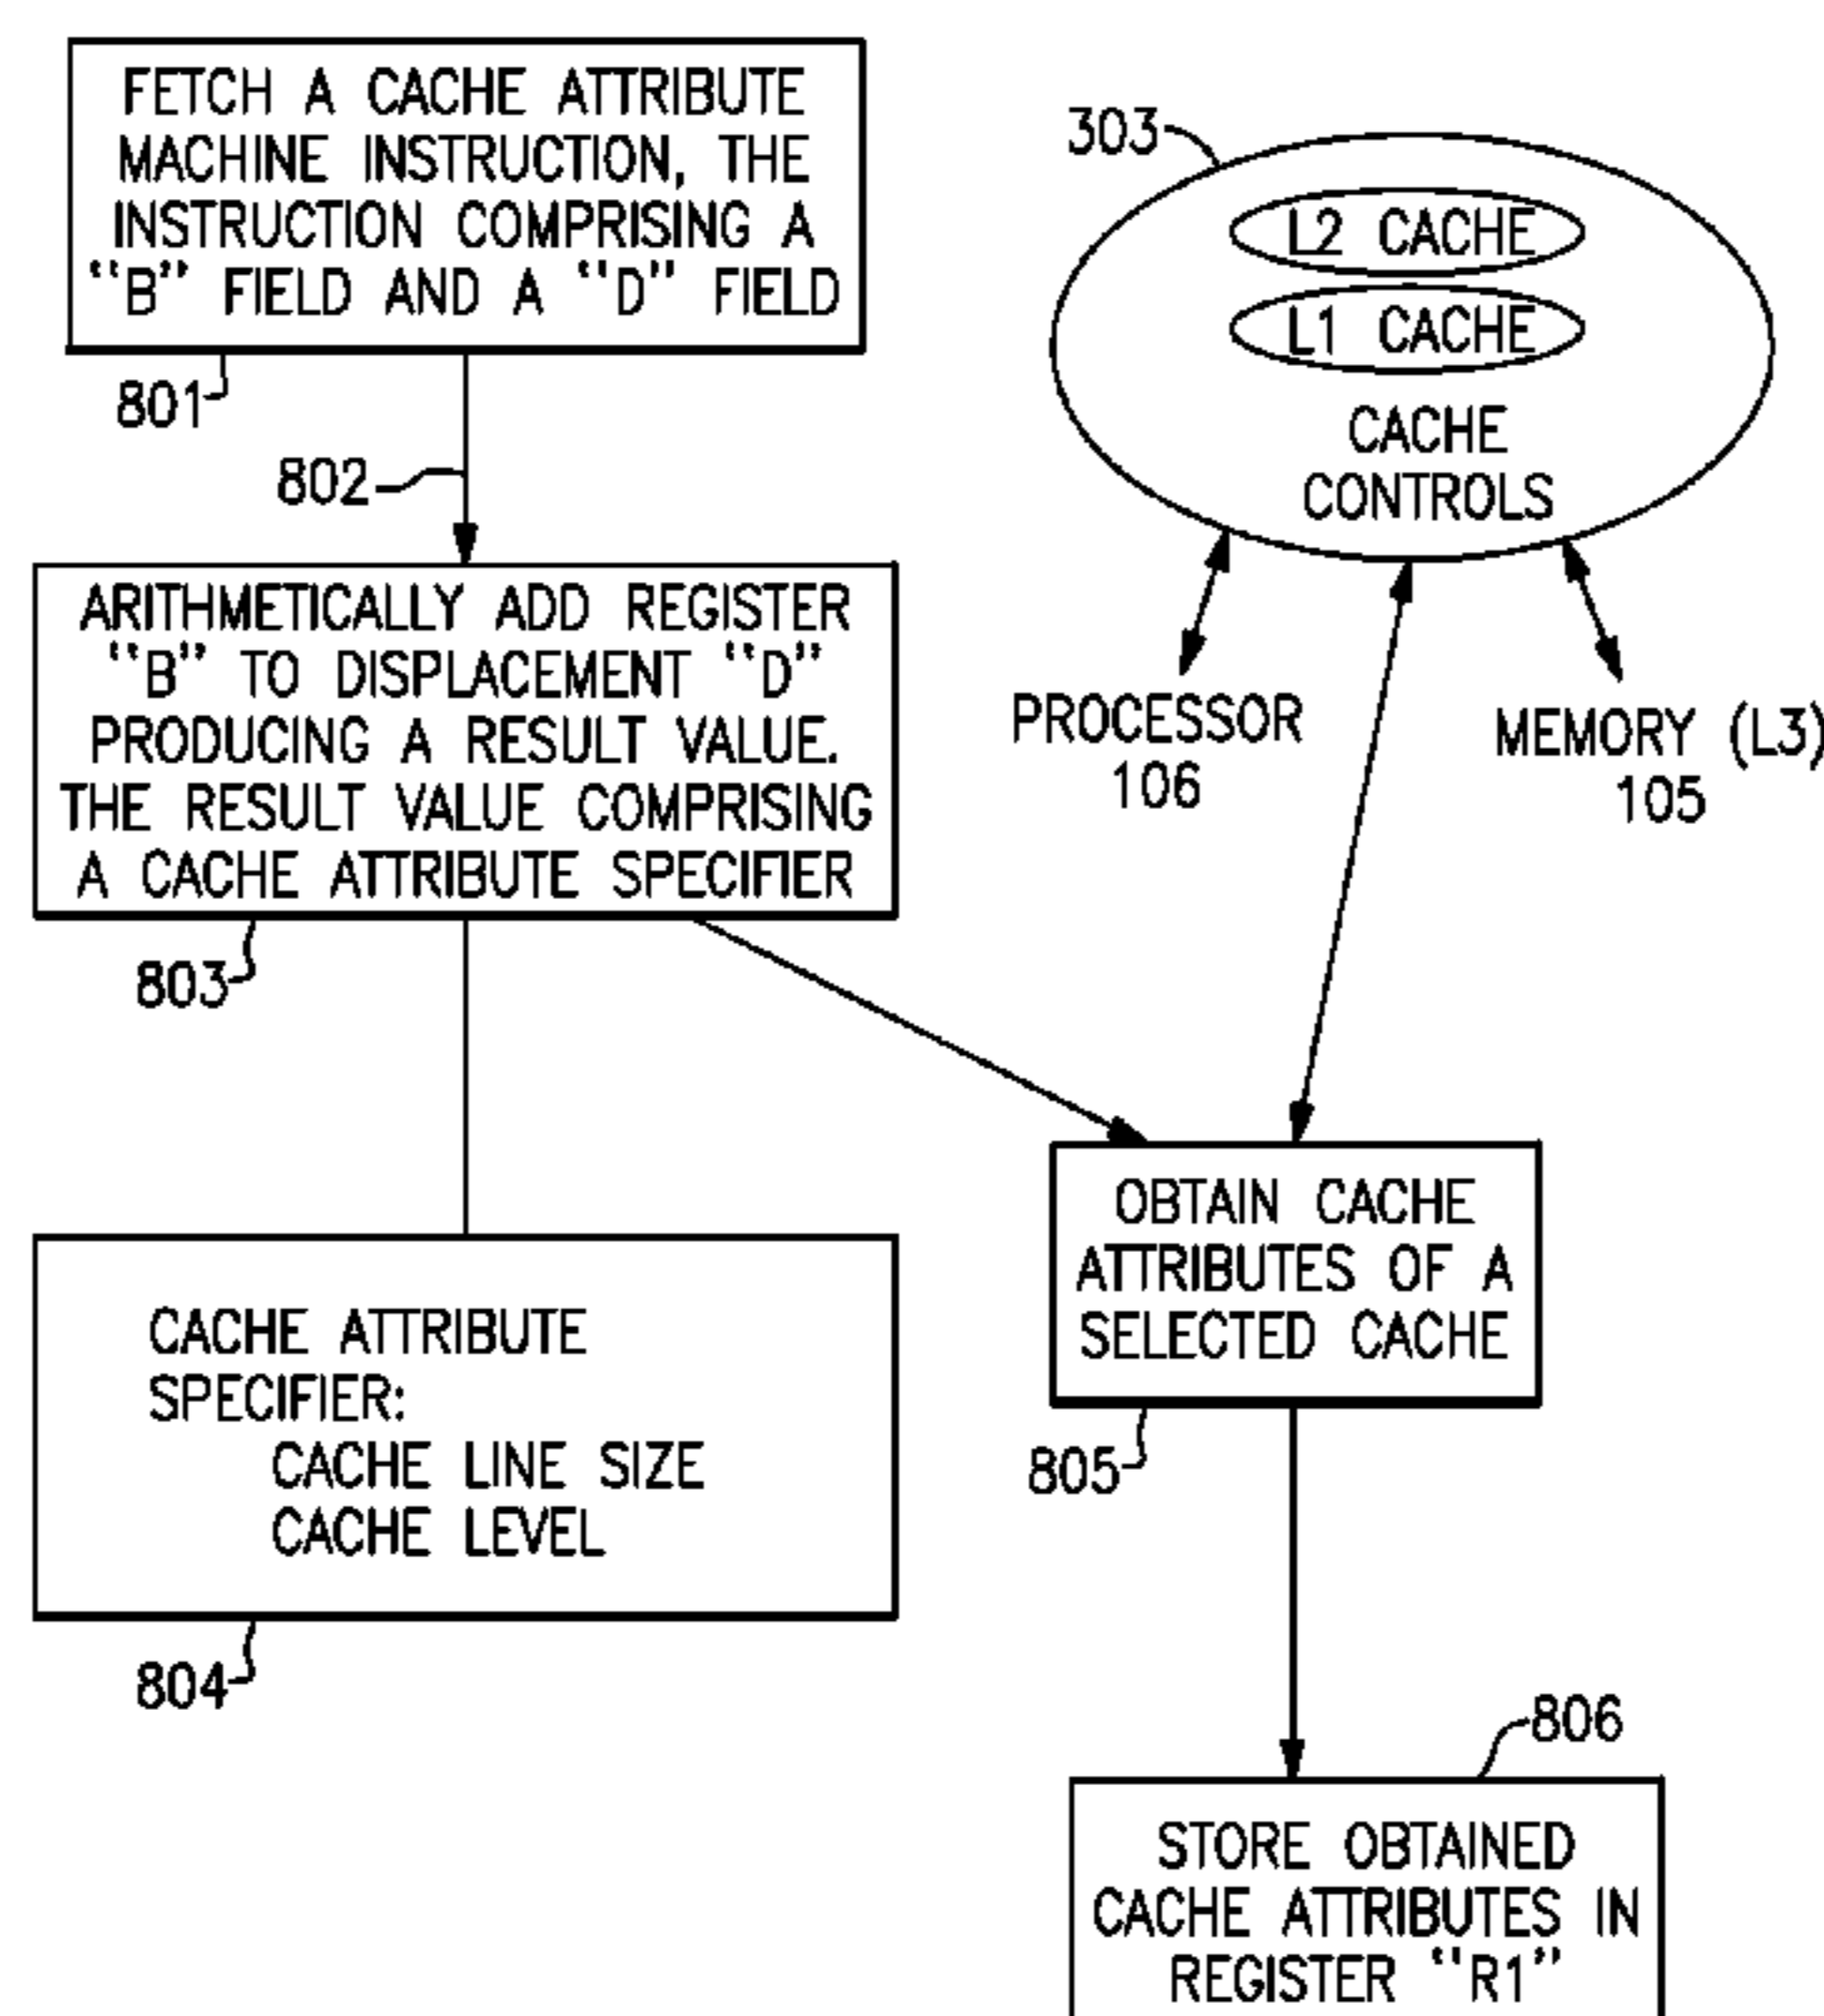 FETCH A CACHE ATTRIBUTE
MACHINE INSTRUCTION, THE
INSTRUCTION COMPRISING A
"B" FIELD AND A "D" FIELD
801
802
ARITHMETICALLY ADD REGISTER
"B" TO DISPLACEMENT "D"
PRODUCING A RESULT VALUE.
THE RESULT VALUE COMPRISING
A CACHE ATTRIBUTE SPECIFIER
803
CACHE ATTRIBUTE
SPECIFIER:
CACHE LINE SIZE
CACHE LEVEL
804
303
L2 CACHE
L1 CACHE
CACHE
CONTROLS
PROCESSOR
106
MEMORY (L3)
105
OBTAIN CACHE
ATTRIBUTES OF A
SELECTED CACHE
805
806
STORE OBTAINED
CACHE ATTRIBUTES IN
REGISTER "R1"